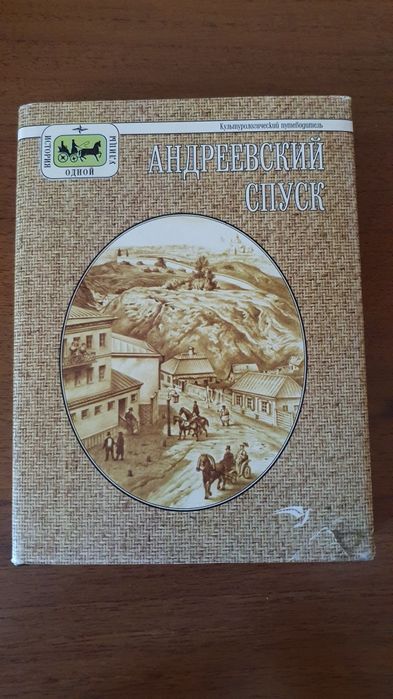 Культурологический путеводитель
ИСТОРИЯ
ОДНОЙ
УЛИЦЫ
АНДРЕЕВСКИЙ
СПУСК